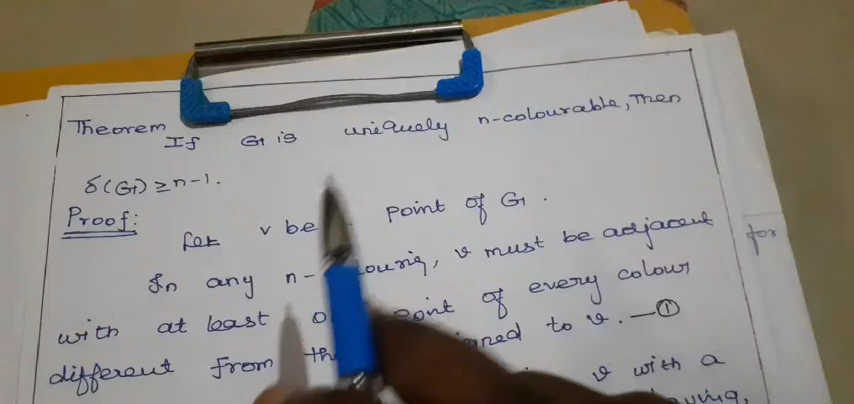 Theorem
If G is uniquely n-colourable, Then
δ(G) ≥ n-1.
Proof:
Let v be point of G.
In any n- v must be adjacent
with at least of every colour
different from to v. — ①
v with a
for